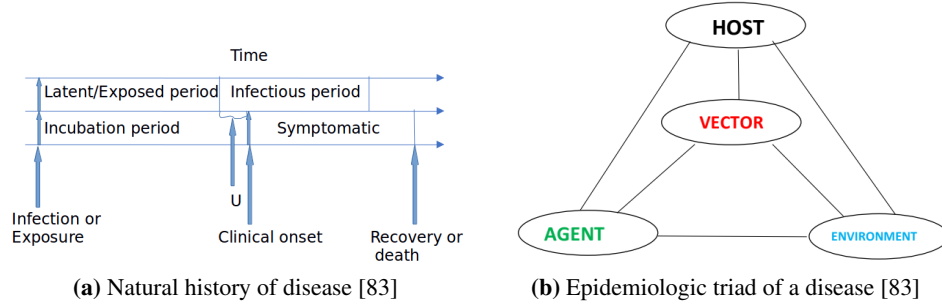 Time
Latent/Exposed period Infectious period
Incubation period Symptomatic
U
Infection or
Exposure
Clinical onset
Recovery or
death
(a) Natural history of disease [83]
HOST
VECTOR
AGENT
ENVIRONMENT
(b) Epidemiologic triad of a disease [83]